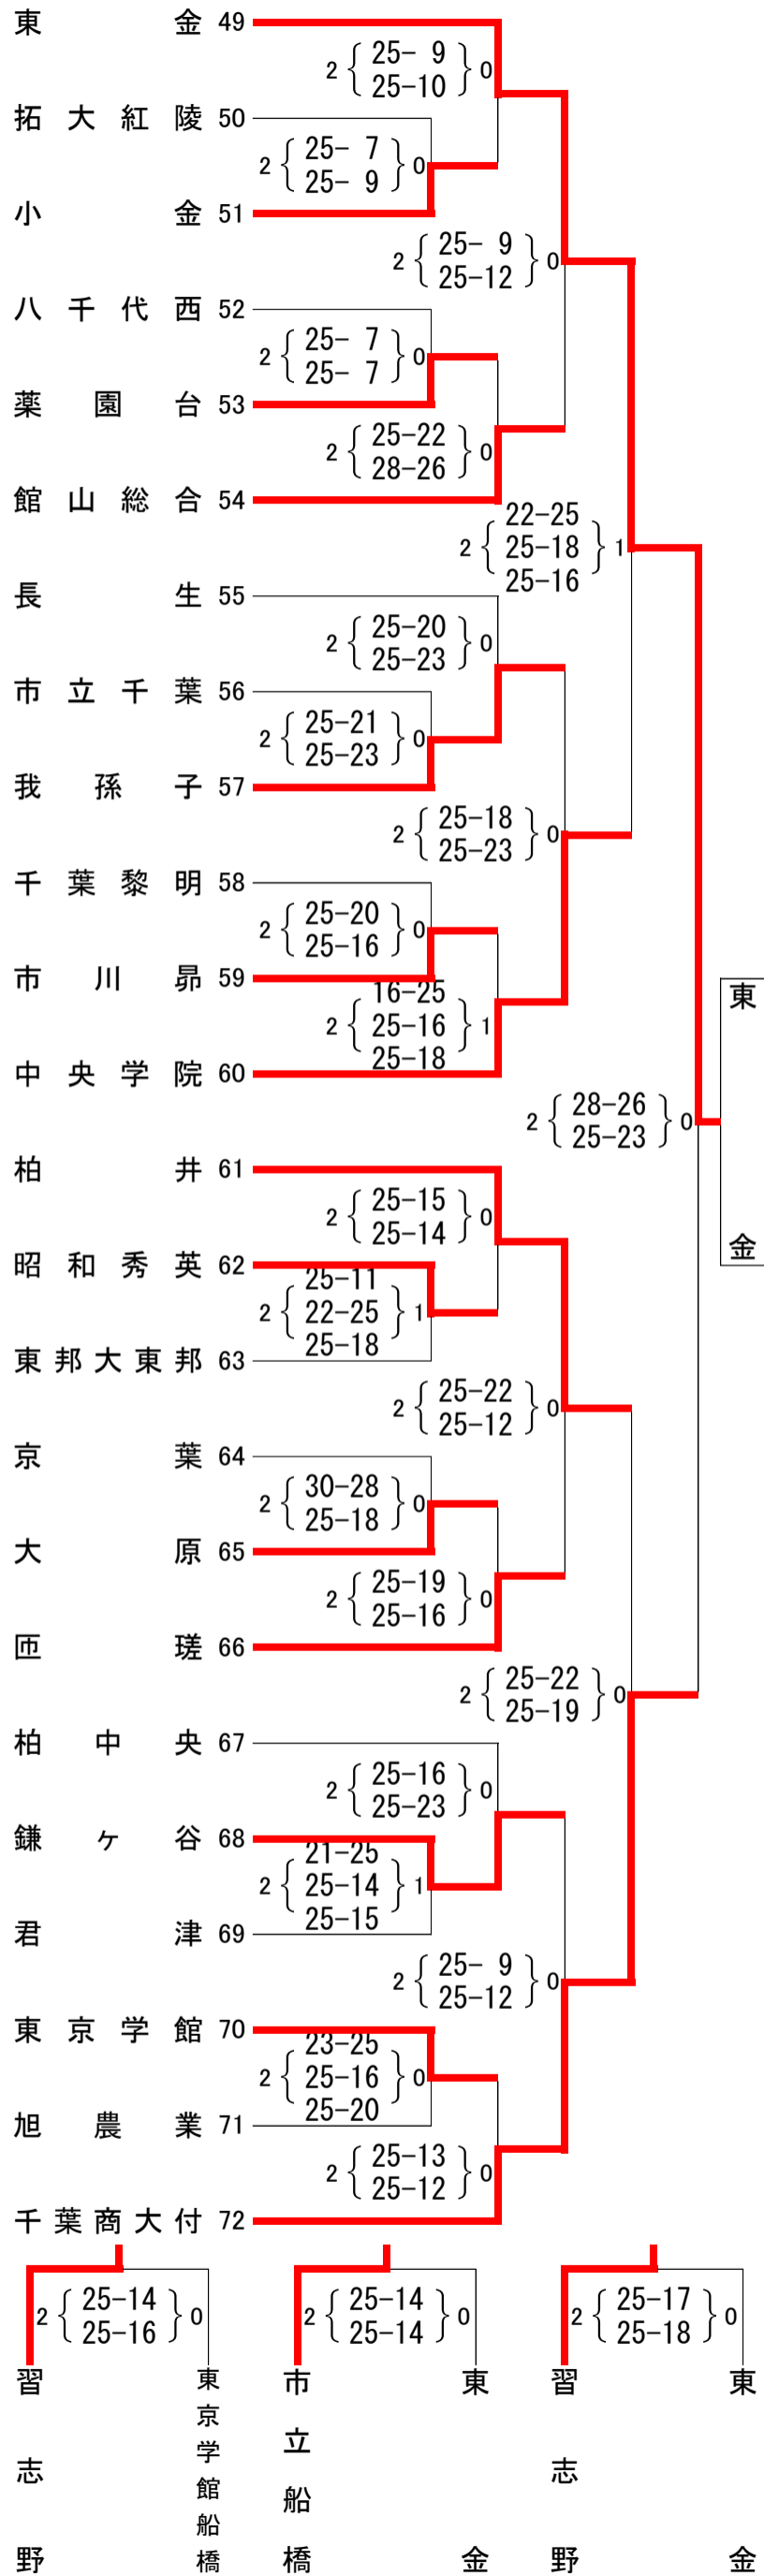 東金 49
2 { 25- 9 } 0
25-10
拓大紅陵 50
2 { 25- 7 } 0
25- 9
小金 51
2 { 25- 9 } 0
25-12
八千代西 52
2 { 25- 7 } 0
25- 7
薬園台 53
2 { 25-22 } 0
28-26
館山総合 54
22-25
2 { 25-18 } 1
25-16
長生 55
2 { 25-20 } 0
25-23
市立千葉 56
2 { 25-21 } 0
25-23
我孫子 57
2 { 25-18 } 0
25-23
千葉黎明 58
2 { 25-20 } 0
25-16
市川昴 59
16-25
2 { 25-16 } 1
25-18
東金
中央学院 60
2 { 28-26 } 0
25-23
柏井 61
2 { 25-15 } 0
25-14
昭和秀英 62
25-11
2 { 22-25 } 1
25-18
東邦大東邦 63
2 { 25-22 } 0
25-12
京葉 64
2 { 30-28 } 0
25-18
大原 65
2 { 25-19 } 0
25-16
匝瑳 66
2 { 25-22 } 0
25-19
柏中央 67
2 { 25-16 } 0
25-23
鎌ヶ谷 68
21-25
2 { 25-14 } 1
25-15
君津 69
2 { 25- 9 } 0
25-12
東京学館 70
23-25
2 { 25-16 } 0
25-20
旭農業 71
2 { 25-13 } 0
25-12
千葉商大付 72
2 { 25-14 } 0
25-16
習志野
東京学館船橋
2 { 25-14 } 0
25-14
市立船橋
東金
2 { 25-17 } 0
25-18
習志野
東金